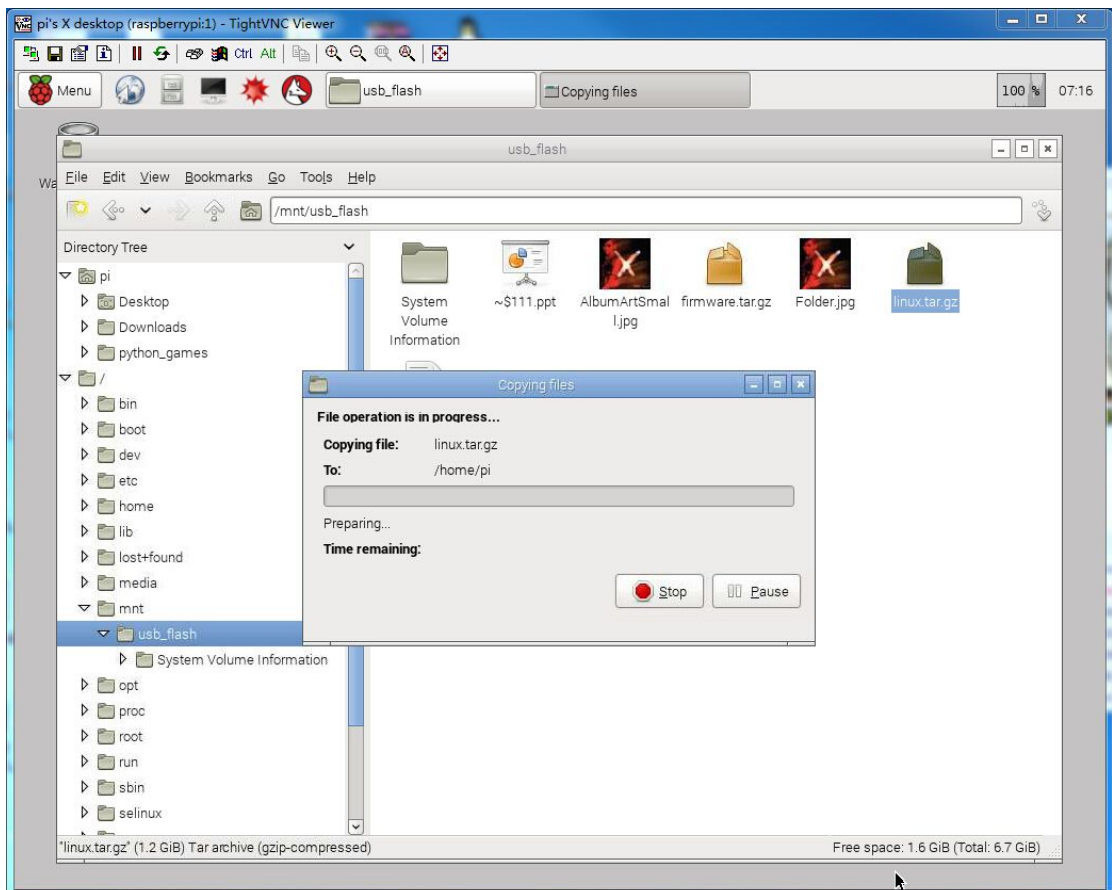 pi's X desktop (raspberrypi:1) - TightVNC Viewer
Ctrl Alt
Menu usb_flash Copying files 100 % 07:16
usb_flash
Wa
File Edit View Bookmarks Go Tools Help
/mnt/usb_flash
Directory Tree
pi
Desktop
Downloads
python_games
/
bin
boot
dev
etc
home
lib
lost+found
media
mnt
usb_flash
System Volume Information
opt
proc
root
run
sbin
selinux
System
Volume
Information
~$111.ppt
AlbumArtSmal
l.jpg
firmware.tar.gz
Folder.jpg
linux.tar.gz
Copying files
File operation is in progress...
Copying file: linux.tar.gz
To: /home/pi
Preparing...
Time remaining:
Stop Pause
"linux.tar.gz" (1.2 GiB) Tar archive (gzip-compressed) Free space: 1.6 GiB (Total: 6.7 GiB)